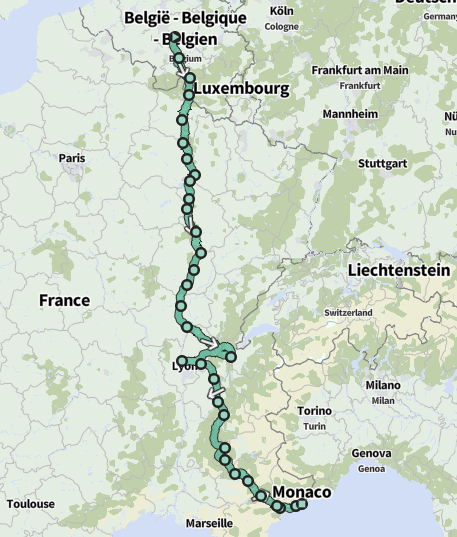 België - Belgique
- Belgien
Belgium
Köln
Cologne
Germany
Frankfurt am Main
Frankfurt
Luxembourg
Mannheim
Paris
Stuttgart
Liechtenstein
France
Switzerland
Lyon
Milano
Milan
Torino
Turin
Genova
Genoa
Monaco
Toulouse
Marseille